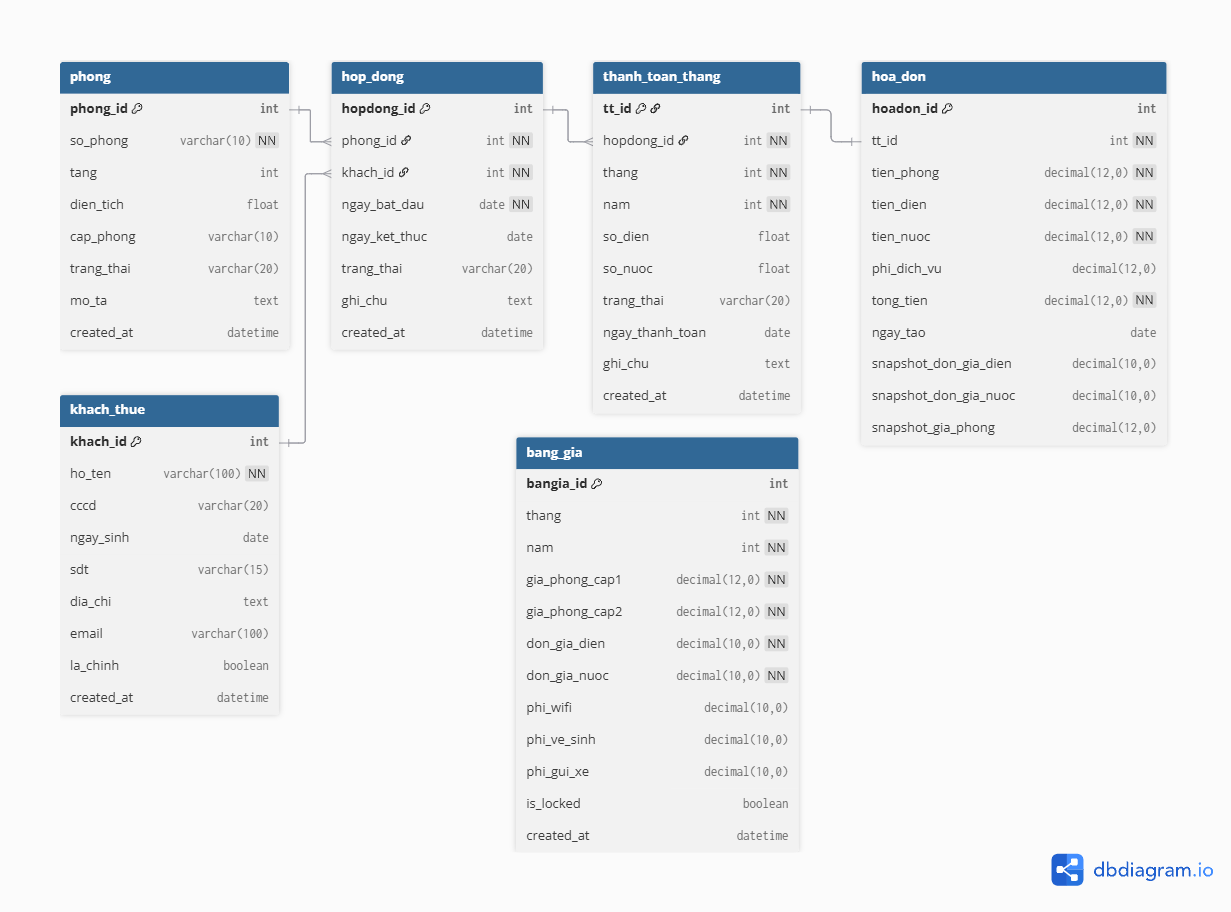 phong
phong_id int
so_phong varchar(10) NN
tang int
dien_tich float
cap_phong varchar(10)
trang_thai varchar(20)
mo_ta text
created_at datetime
hop_dong
hopdong_id int
phong_id int NN
khach_id int NN
ngay_bat_dau date NN
ngay_ket_thuc date
trang_thai varchar(20)
ghi_chu text
created_at datetime
thanh_toan_thang
tt_id int
hopdong_id int NN
thang int NN
nam int NN
so_dien float
so_nuoc float
trang_thai varchar(20)
ngay_thanh_toan date
ghi_chu text
created_at datetime
hoa_don
hoadon_id int
tt_id int NN
tien_phong decimal(12,0) NN
tien_dien decimal(12,0) NN
tien_nuoc decimal(12,0) NN
phi_dich_vu decimal(12,0)
tong_tien decimal(12,0) NN
ngay_tao date
snapshot_don_gia_dien decimal(10,0)
snapshot_don_gia_nuoc decimal(10,0)
snapshot_gia_phong decimal(12,0)
khach_thue
khach_id int
ho_ten varchar(100) NN
cccd varchar(20)
ngay_sinh date
sdt varchar(15)
dia_chi text
email varchar(100)
la_chinh boolean
created_at datetime
bang_gia
bangia_id int
thang int NN
nam int NN
gia_phong_cap1 decimal(12,0) NN
gia_phong_cap2 decimal(12,0) NN
don_gia_dien decimal(10,0) NN
don_gia_nuoc decimal(10,0) NN
phi_wifi decimal(10,0)
phi_ve_sinh decimal(10,0)
phi_gui_xe decimal(10,0)
is_locked boolean
created_at datetime
dbdiagram.io